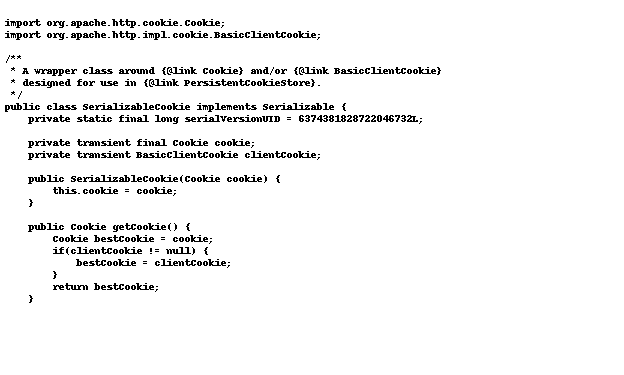 import org.apache.http.cookie.Cookie;
import org.apache.http.impl.cookie.BasicClientCookie;
/**
 * A wrapper class around {@link Cookie} and/or {@link BasicClientCookie}
 * designed for use in {@link PersistentCookieStore}.
 */
public class SerializableCookie implements Serializable {
    private static final long serialVersionUID = 6374381828722046732L;
    private transient final Cookie cookie;
    private transient BasicClientCookie clientCookie;
    public SerializableCookie(Cookie cookie) {
        this.cookie = cookie;
    }
    public Cookie getCookie() {
        Cookie bestCookie = cookie;
        if(clientCookie != null) {
            bestCookie = clientCookie;
        }
        return bestCookie;
    }